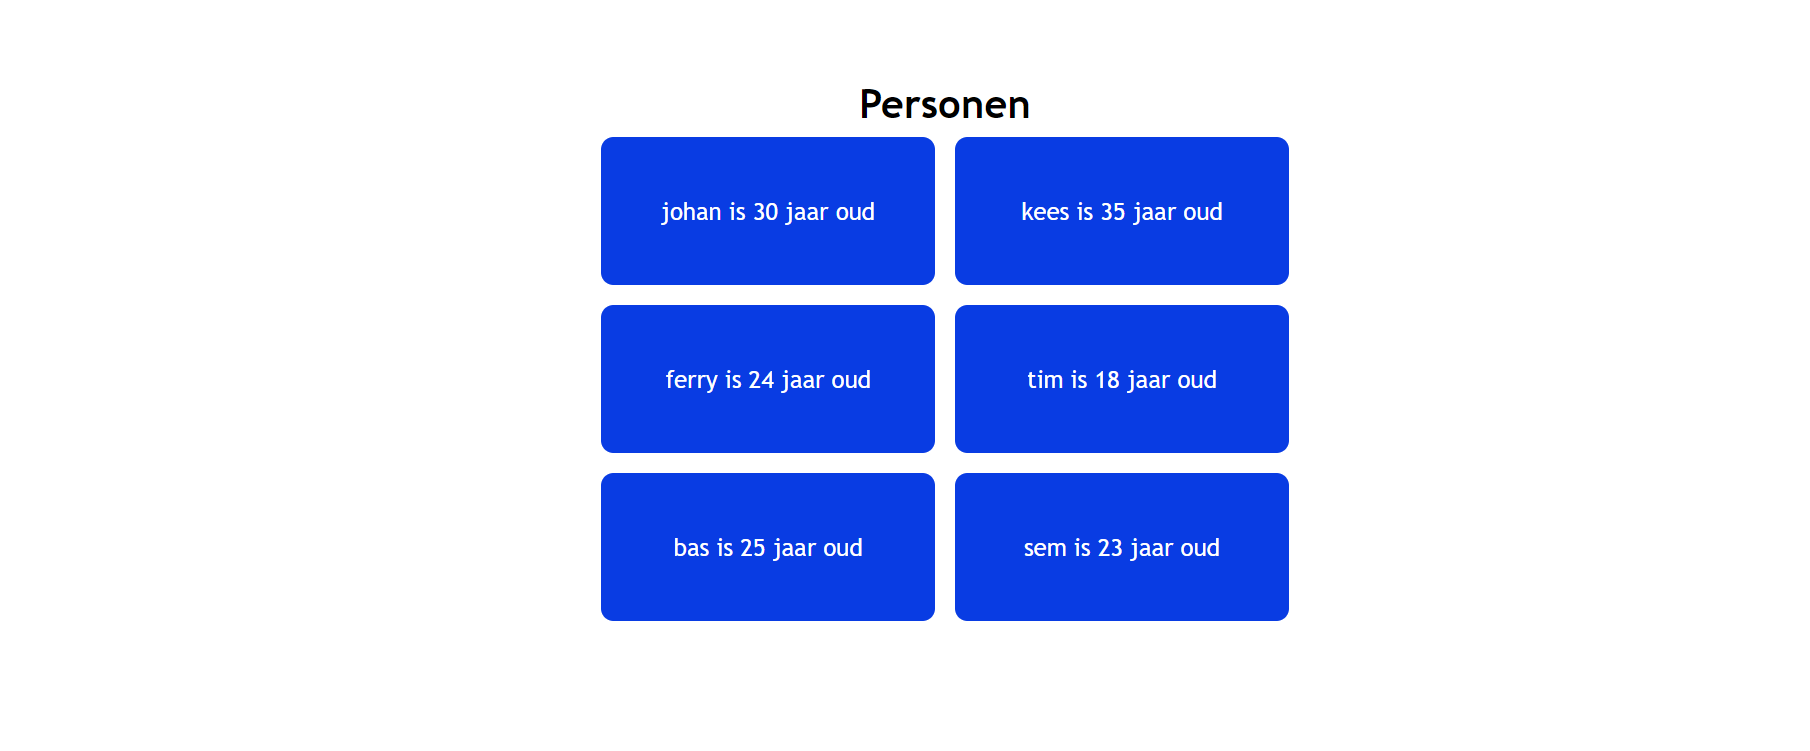 Personen
johan is 30 jaar oud
kees is 35 jaar oud
ferry is 24 jaar oud
tim is 18 jaar oud
bas is 25 jaar oud
sem is 23 jaar oud